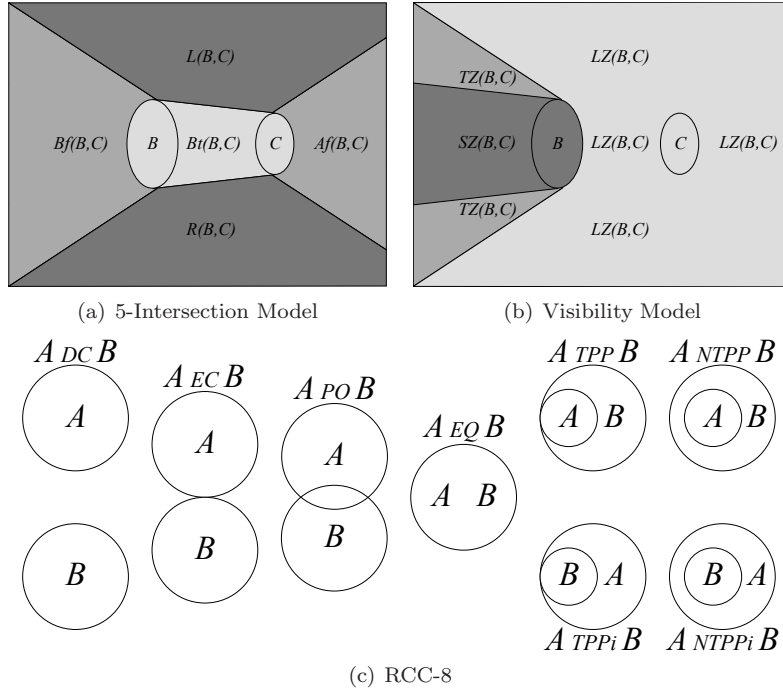 L(B,C)
Bf(B,C) B Bt(B,C) C Af(B,C)
R(B,C)
(a) 5-Intersection Model
TZ(B,C) LZ(B,C)
SZ(B,C) B LZ(B,C) C LZ(B,C)
TZ(B,C) LZ(B,C)
(b) Visibility Model
A DC B
A
B
A EC B
A
B
A PO B
A
B
A EQ B
A B
A TPP B
A B
A NTPP B
A B
B A
A TPPi B
B A
A NTPPi B
(c) RCC-8